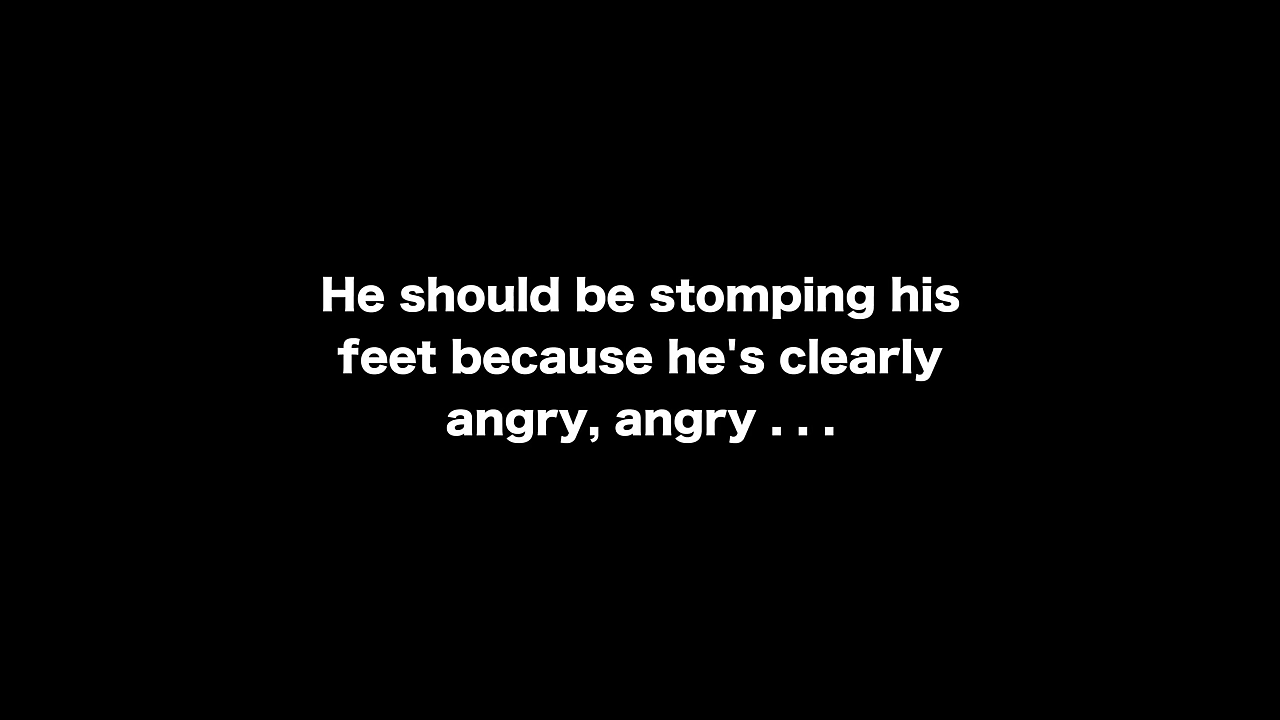 He should be stomping his
feet because he's clearly
angry, angry . . .